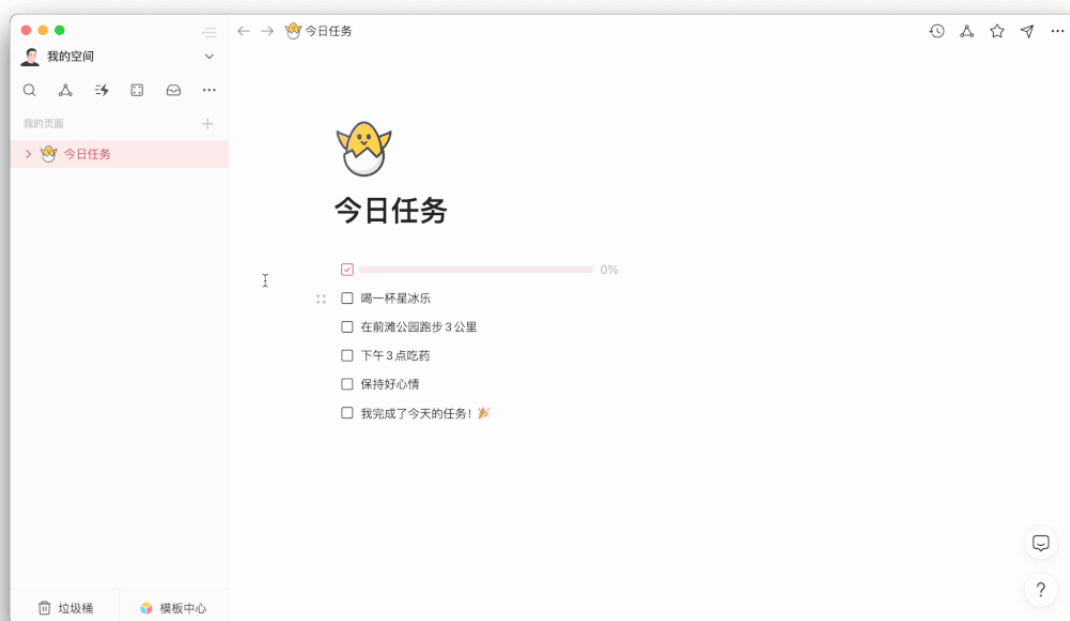 今日任务
我的空间
我的页面
今日任务
今日任务
0%
喝一杯星冰乐
在前滩公园跑步 3 公里
下午 3 点吃药
保持好心情
我完成了今天的任务！🎉
垃圾桶
模板中心
?